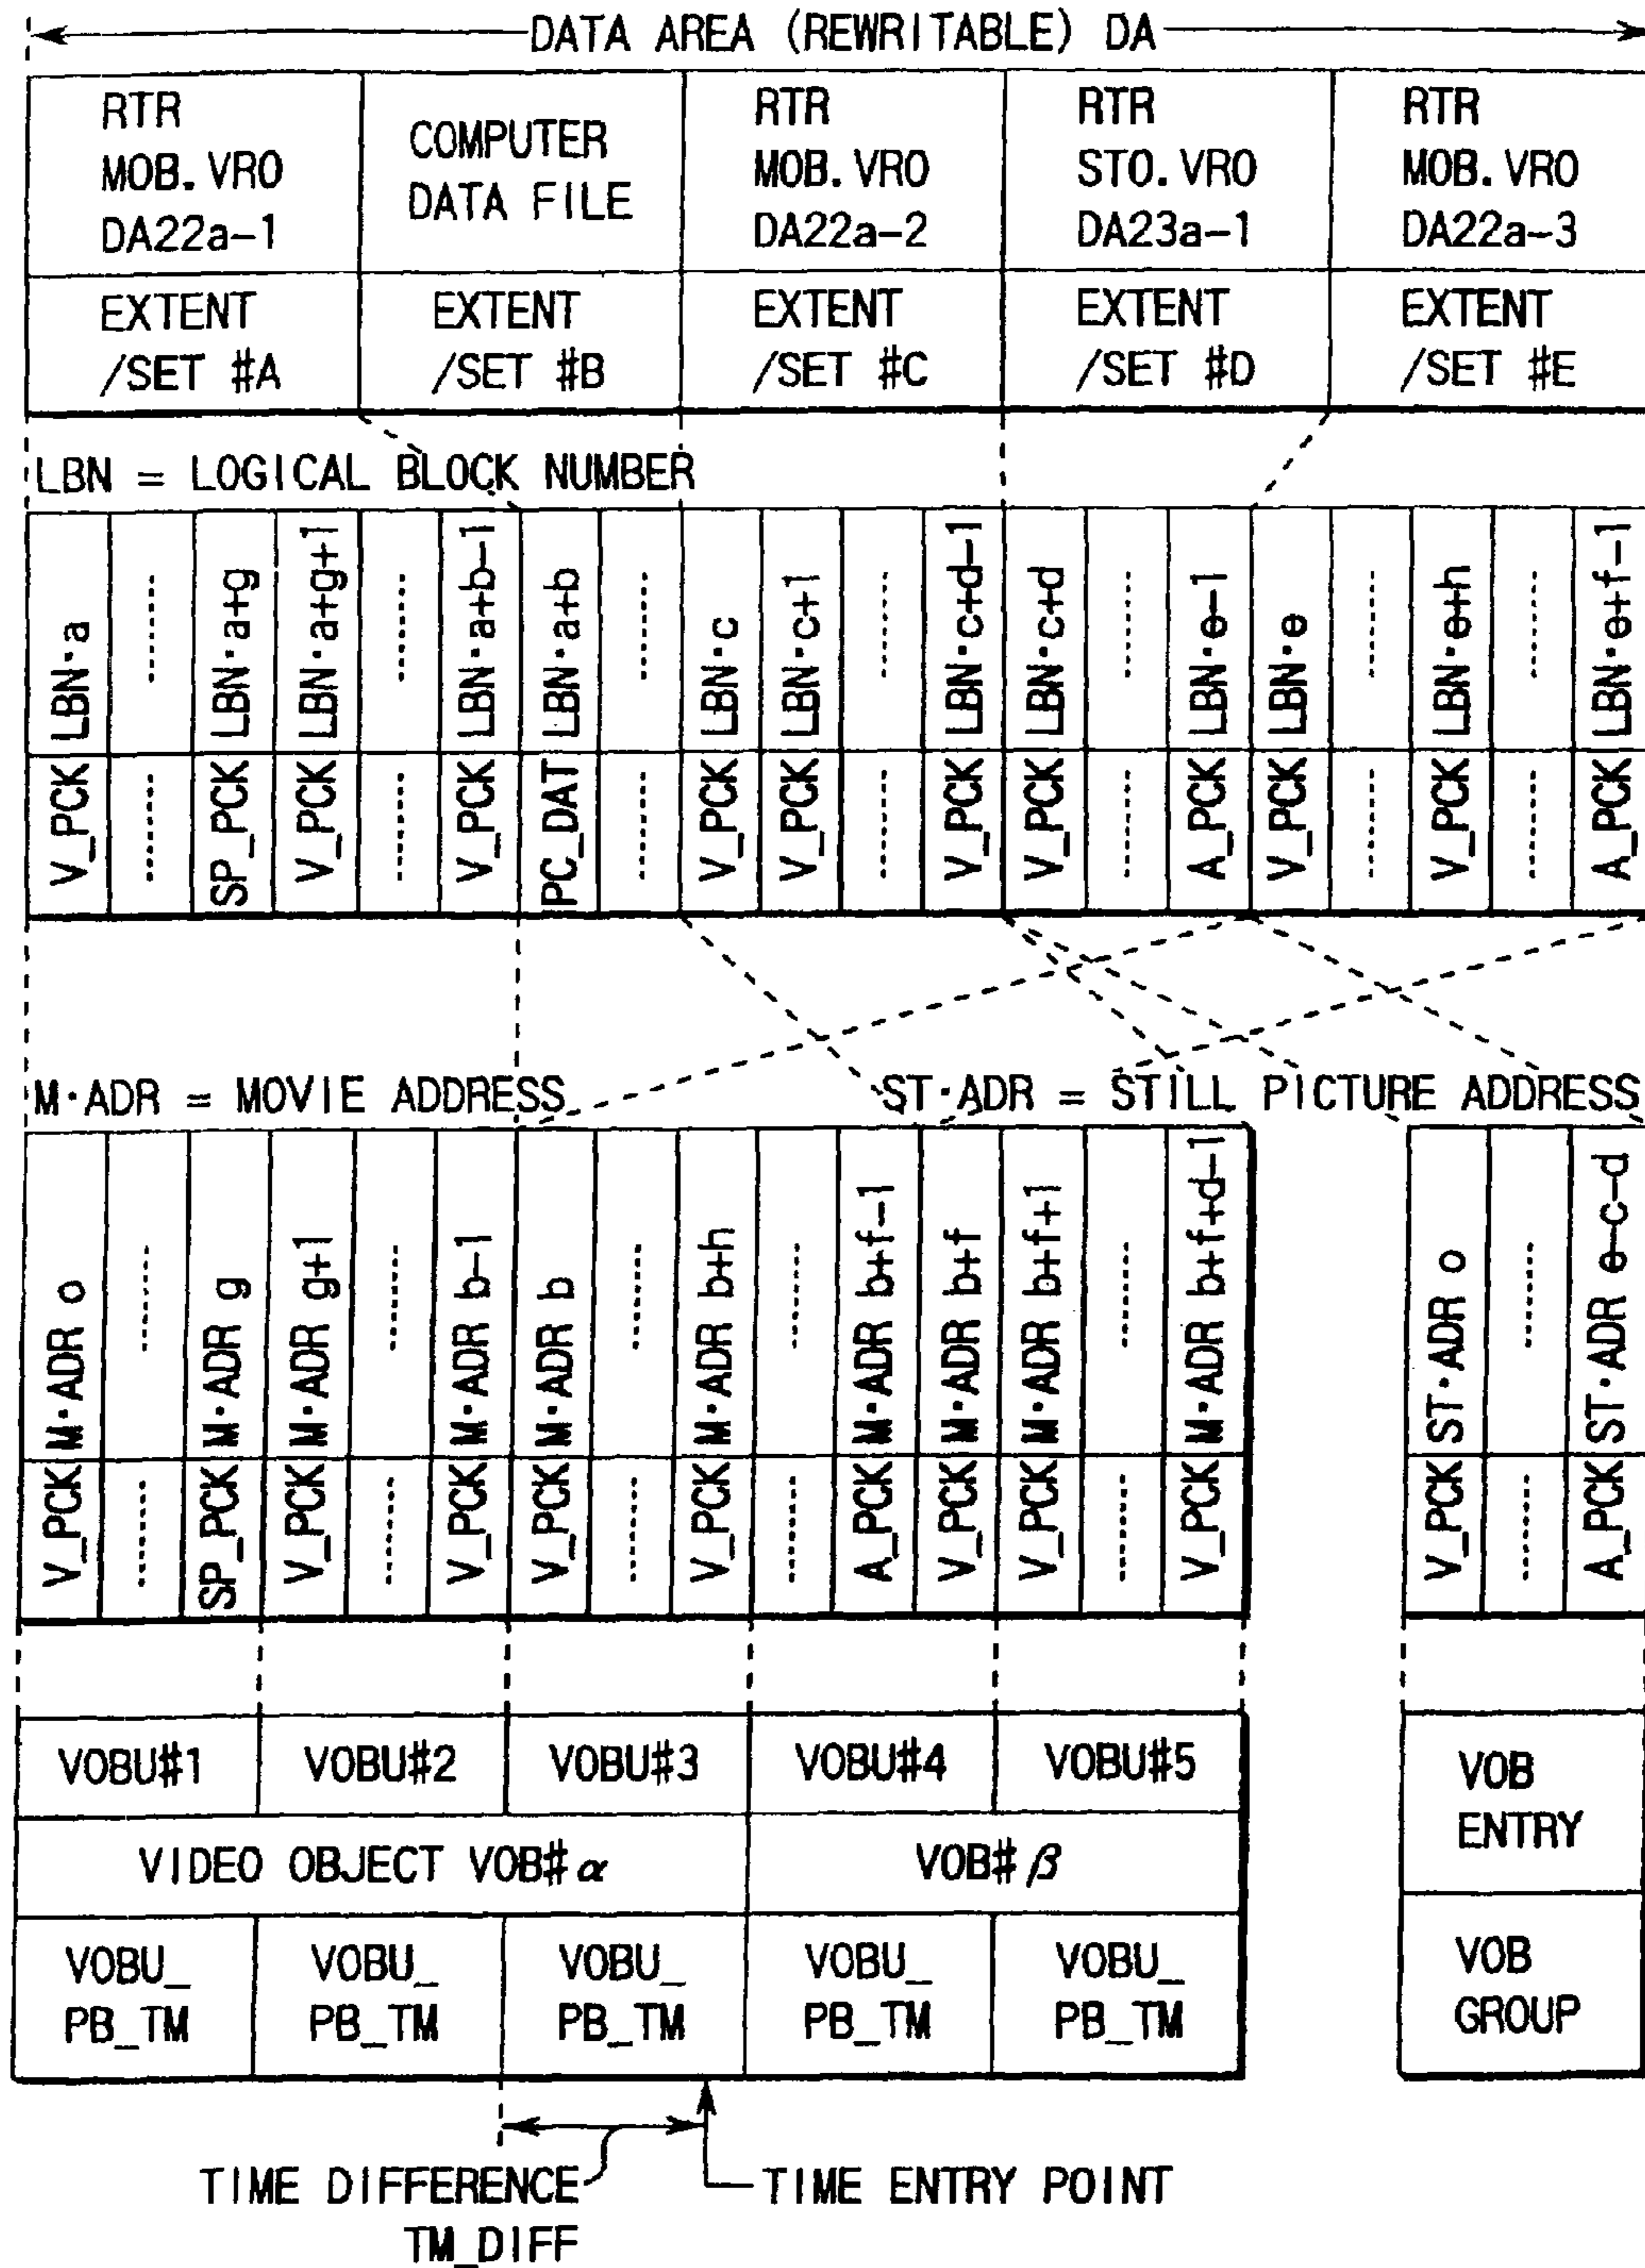 DATA AREA (REWRITABLE) DA
RTR
MOB. VRO
DA22a-1
COMPUTER
DATA FILE
RTR
MOB. VRO
DA22a-2
RTR
STO. VRO
DA23a-1
RTR
MOB. VRO
DA22a-3
EXTENT
/SET #A
EXTENT
/SET #B
EXTENT
/SET #C
EXTENT
/SET #D
EXTENT
/SET #E
LBN = LOGICAL BLOCK NUMBER
V_PCK LBN·a
SP_PCK LBN·a+g
V_PCK LBN·a+g+1
V_PCK LBN·a+b-1
PC_DAT LBN·a+b
V_PCK LBN·c
V_PCK LBN·c+1
V_PCK LBN·c+d-1
V_PCK LBN·c+d
A_PCK LBN·e-1
V_PCK LBN·e
V_PCK LBN·e+h
A_PCK LBN·e+f-1
M·ADR = MOVIE ADDRESS
ST·ADR = STILL PICTURE ADDRESS
V_PCK M·ADR o
SP_PCK M·ADR g
V_PCK M·ADR g+1
V_PCK M·ADR b-1
V_PCK M·ADR b
V_PCK M·ADR b+h
A_PCK M·ADR b+f-1
V_PCK M·ADR b+f
V_PCK M·ADR b+f+1
V_PCK M·ADR b+f+d-1
V_PCK ST·ADR o
A_PCK ST·ADR e-c-d
VOBU#1
VOBU#2
VOBU#3
VOBU#4
VOBU#5
VOB
ENTRY
VIDEO OBJECT VOB#α
VOB#β
VOBU_
PB_TM
VOBU_
PB_TM
VOBU_
PB_TM
VOBU_
PB_TM
VOBU_
PB_TM
VOB
GROUP
TIME DIFFERENCE
TM_DIFF
TIME ENTRY POINT